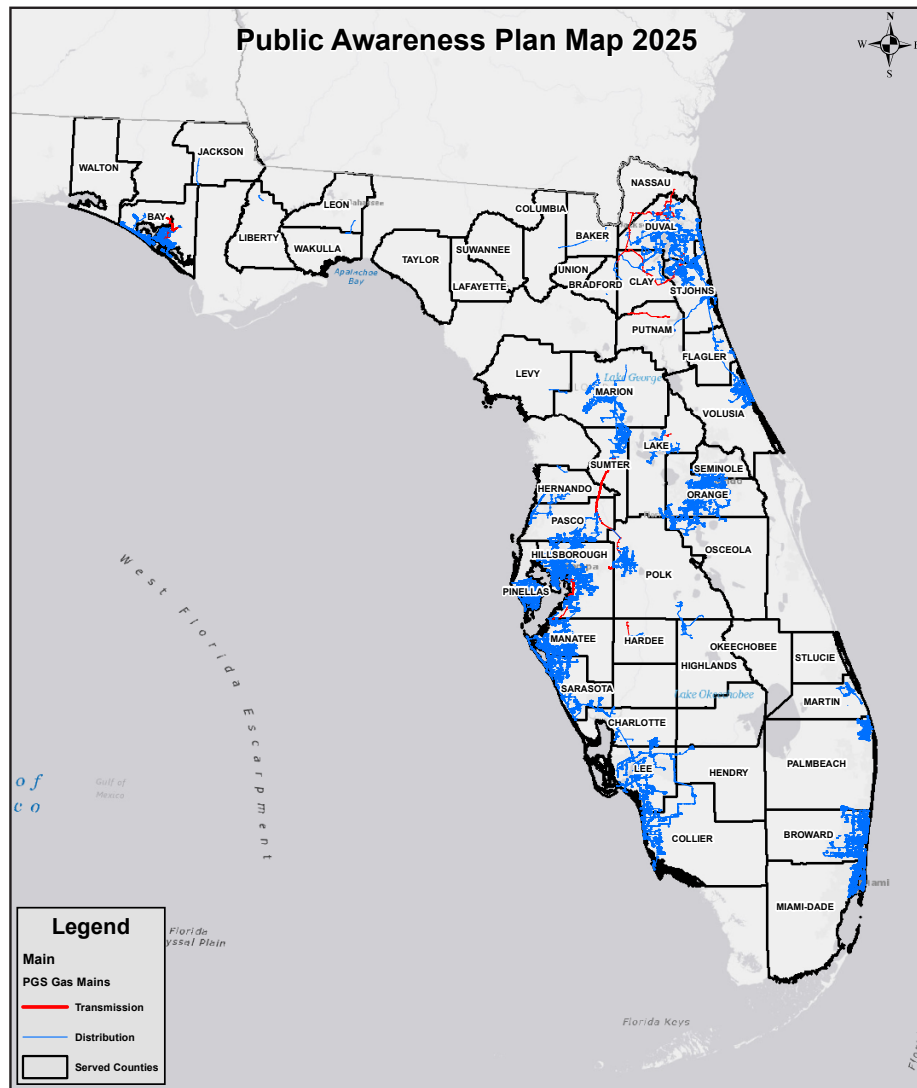 Public Awareness Plan Map 2025
N
W
E
S
JACKSON
WALTON
NASSAU
LEON
COLUMBIA
BAY
DUVAL
BAKER
LIBERTY
WAKULLA
SUWANNEE
TAYLOR
UNION
CLAY
Apalachee
Bay
LAFAYETTE
BRADFORD
STJOHNS
PUTNAM
FLAGLER
LEVY
Lake George
MARION
VOLUSIA
LAKE
SUMTER
SEMINOLE
HERNANDO
ORANGE
PASCO
OSCEOLA
HILLSBOROUGH
POLK
PINELLAS
West Florida Escarpment
MANATEE
HARDEE
OKEECHOBEE
STLUCIE
HIGHLANDS
SARASOTA
Lake Okeechobee
MARTIN
CHARLOTTE
PALMBEACH
LEE
HENDRY
of
co
Gulf of
Mexico
BROWARD
COLLIER
MIAMI-DADE
Florida
yssal Plain
Florida Keys
Legend
Main
PGS Gas Mains
Transmission
Distribution
Served Counties